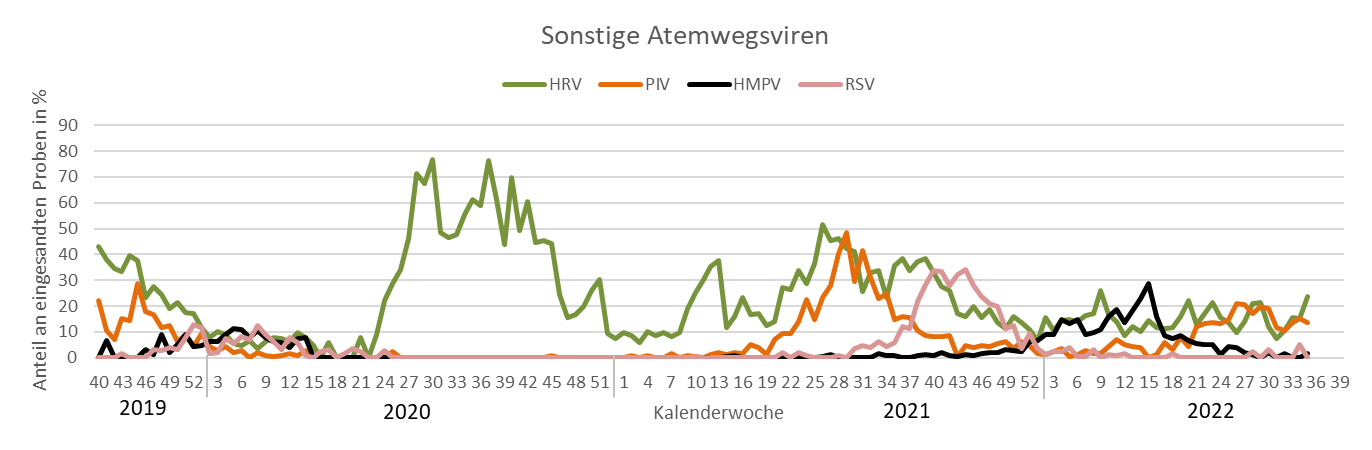 Sonstige Atemwegsviren
HRV PIV HMPV RSV
Anteil an eingesandten Proben in %
90
80
70
60
50
40
30
20
10
0
40 43 46 49 52 3 6 9 12 15 18 21 24 27 30 33 36 39 42 45 48 51 1 4 7 10 13 16 19 22 25 28 31 34 37 40 43 46 49 52 3 6 9 12 15 18 21 24 27 30 33 36 39
2019 2020 Kalenderwoche 2021 2022